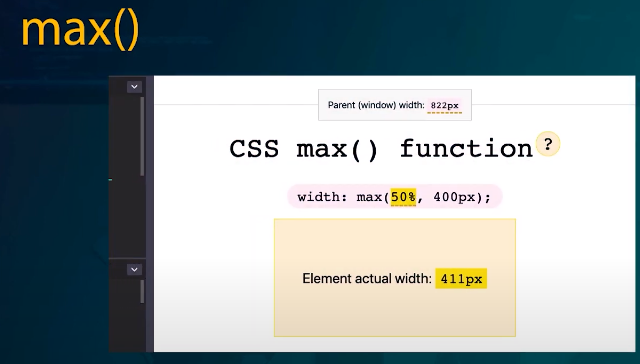 max()
Parent (window) width: 822px
CSS max() function ?
width: max(50%, 400px);
Element actual width: 411px